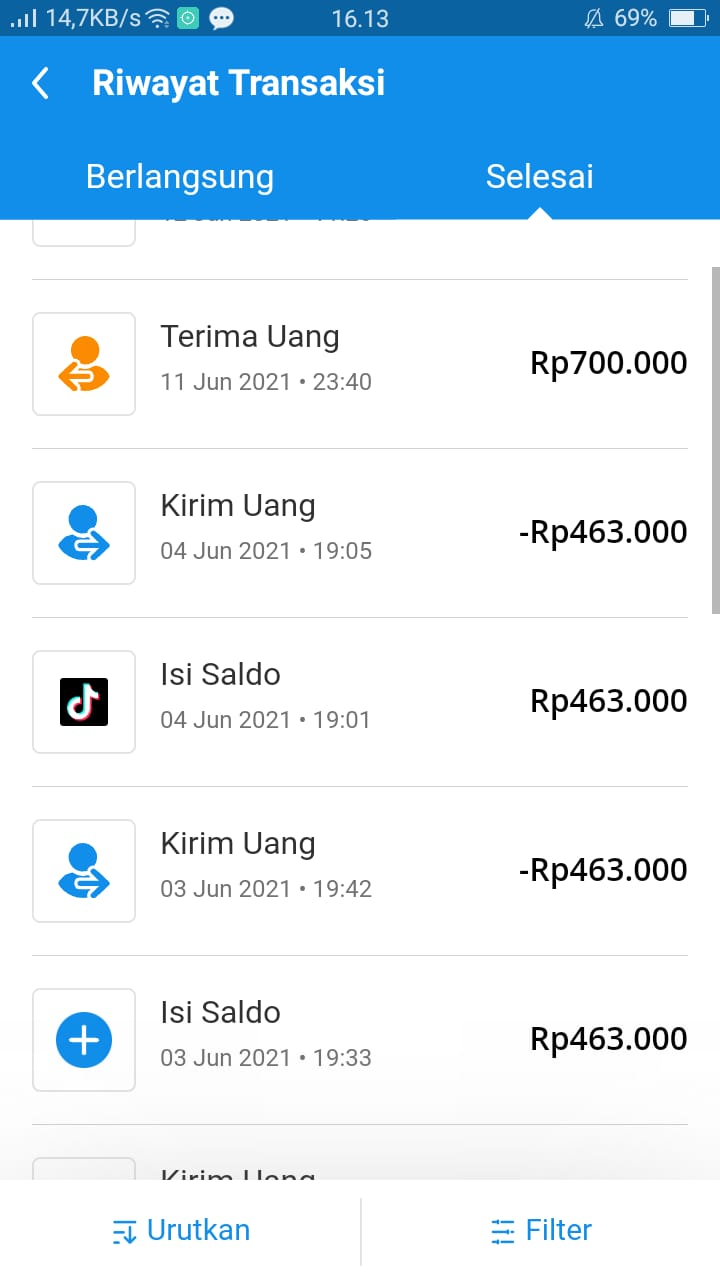 14,7KB/s 16.13 69%
Riwayat Transaksi
Berlangsung Selesai
Terima Uang
Rp700.000
11 Jun 2021 • 23:40
Kirim Uang
-Rp463.000
04 Jun 2021 • 19:05
Isi Saldo
Rp463.000
04 Jun 2021 • 19:01
Kirim Uang
-Rp463.000
03 Jun 2021 • 19:42
Isi Saldo
Rp463.000
03 Jun 2021 • 19:33
Kirim Uang
Urutkan Filter